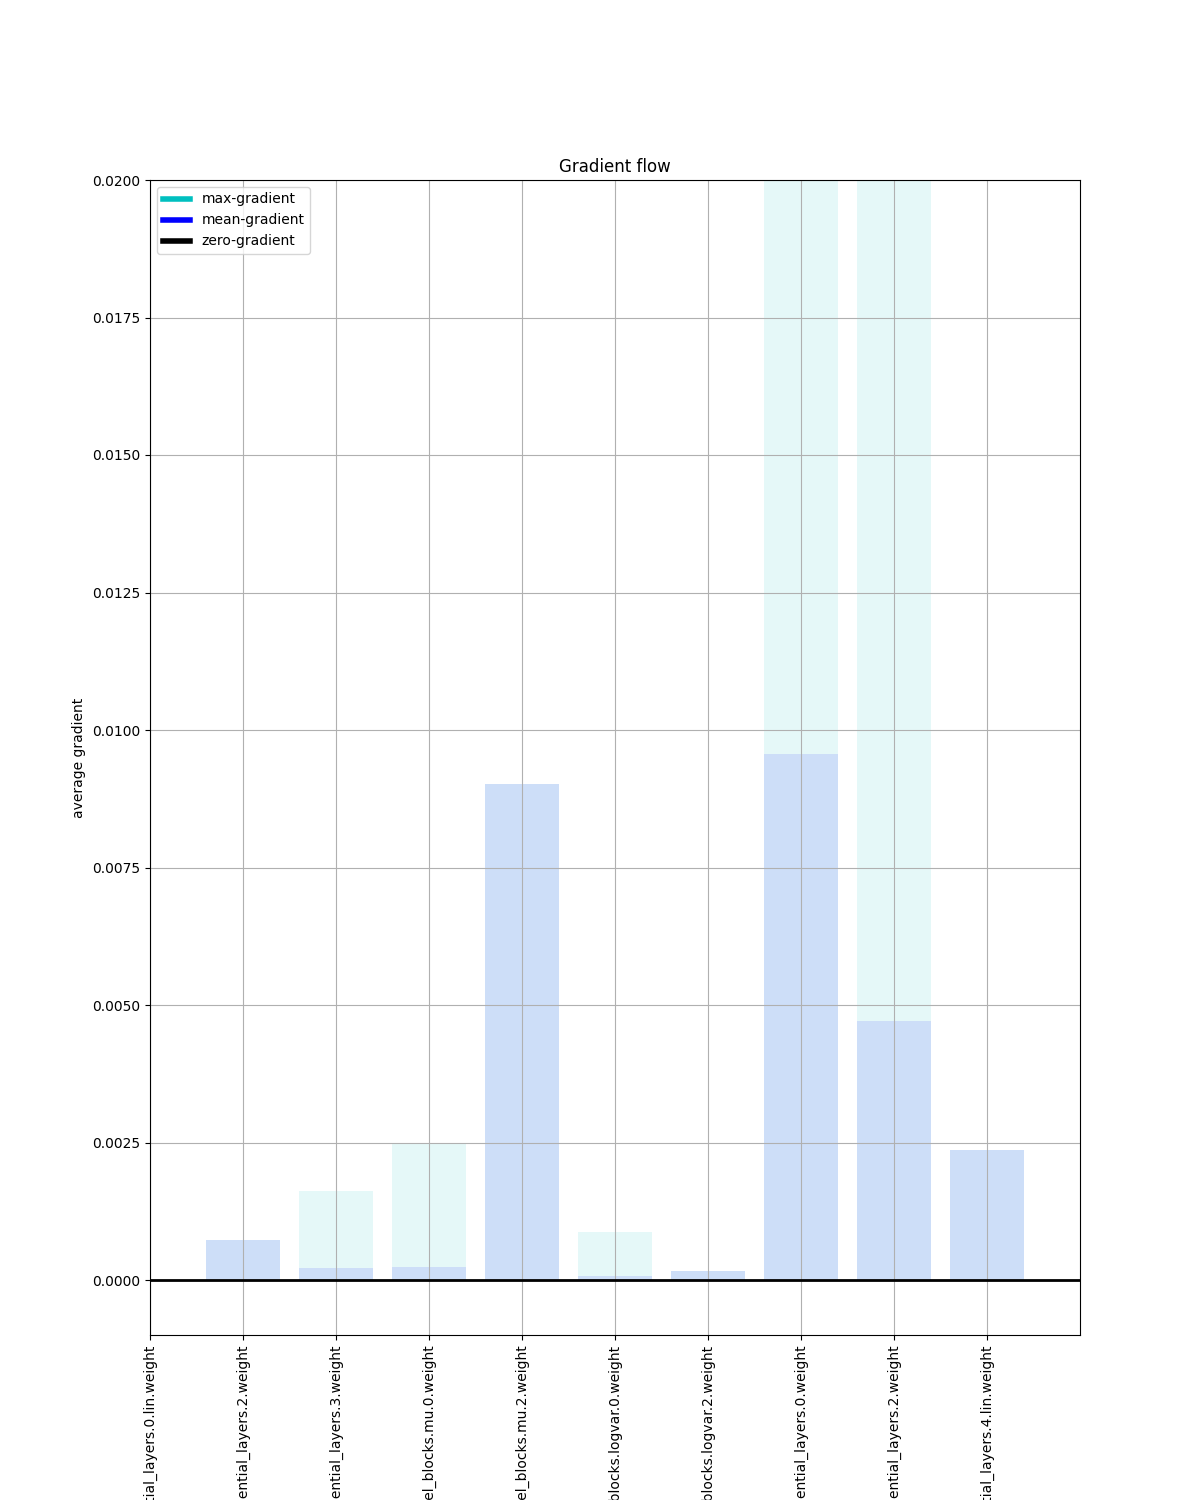 Gradient flow
max-gradient
mean-gradient
zero-gradient
0.0200
0.0175
0.0150
0.0125
0.0100
0.0075
0.0050
0.0025
0.0000
average gradient
tial_layers.0.lin.weight
ential_layers.2.weight
ential_layers.3.weight
el_blocks.mu.0.weight
el_blocks.mu.2.weight
blocks.logvar.0.weight
blocks.logvar.2.weight
ential_layers.0.weight
ential_layers.2.weight
tial_layers.4.lin.weight